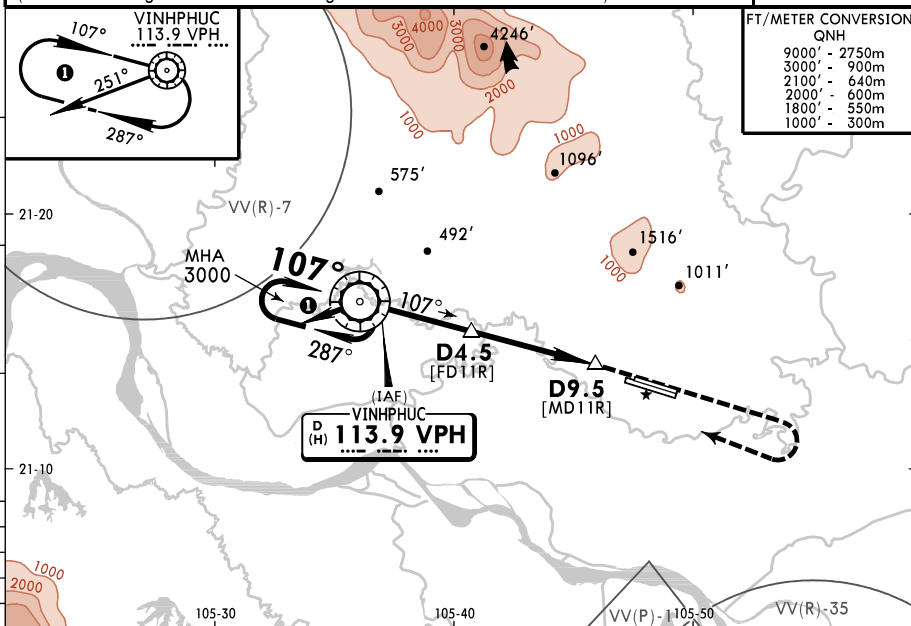 VINHPHUC
113.9 VPH
107°
1
251°
287°
FT/METER CONVERSION
QNH
9000' - 2750m
3000' - 900m
2100' - 640m
2000' - 600m
1800' - 550m
1000' - 300m
3000
4000
3000
4246'
2000
1000
1000
1096'
575'
VV(R)-7
21-20
492'
1516'
1000
1011'
MHA
3000
107°
1
107°
287°
D4.5
[FD11R]
D9.5
[MD11R]
(IAF)
VINHPHUC
D
(H) 113.9 VPH
21-10
1000
2000
105-30
105-40
VV(P)-1
105-50
VV(R)-35